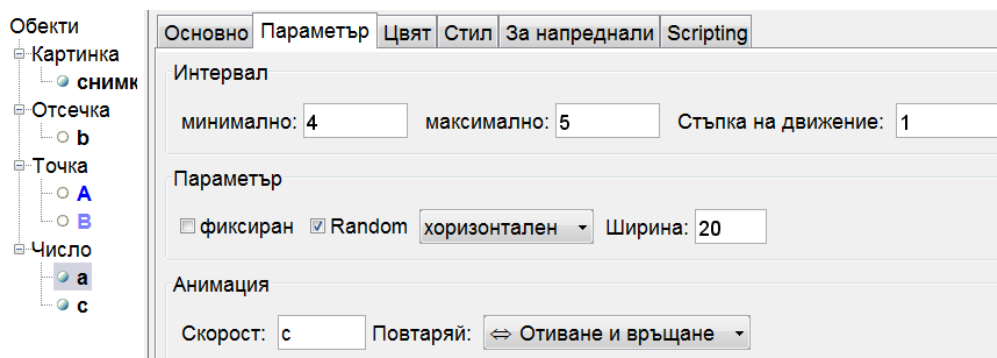 Обекти
Картинка
снимк
Отсечка
b
Точка
A
B
Число
a
c
Основно Параметър Цвят Стил За напреднали Scripting
Интервал
минимално: 4 максимално: 5 Стъпка на движение: 1
Параметър
фиксиран Random хоризонтален Ширина: 20
Анимация
Скорост: c Повтаряй: ⇔ Отиване и връщане